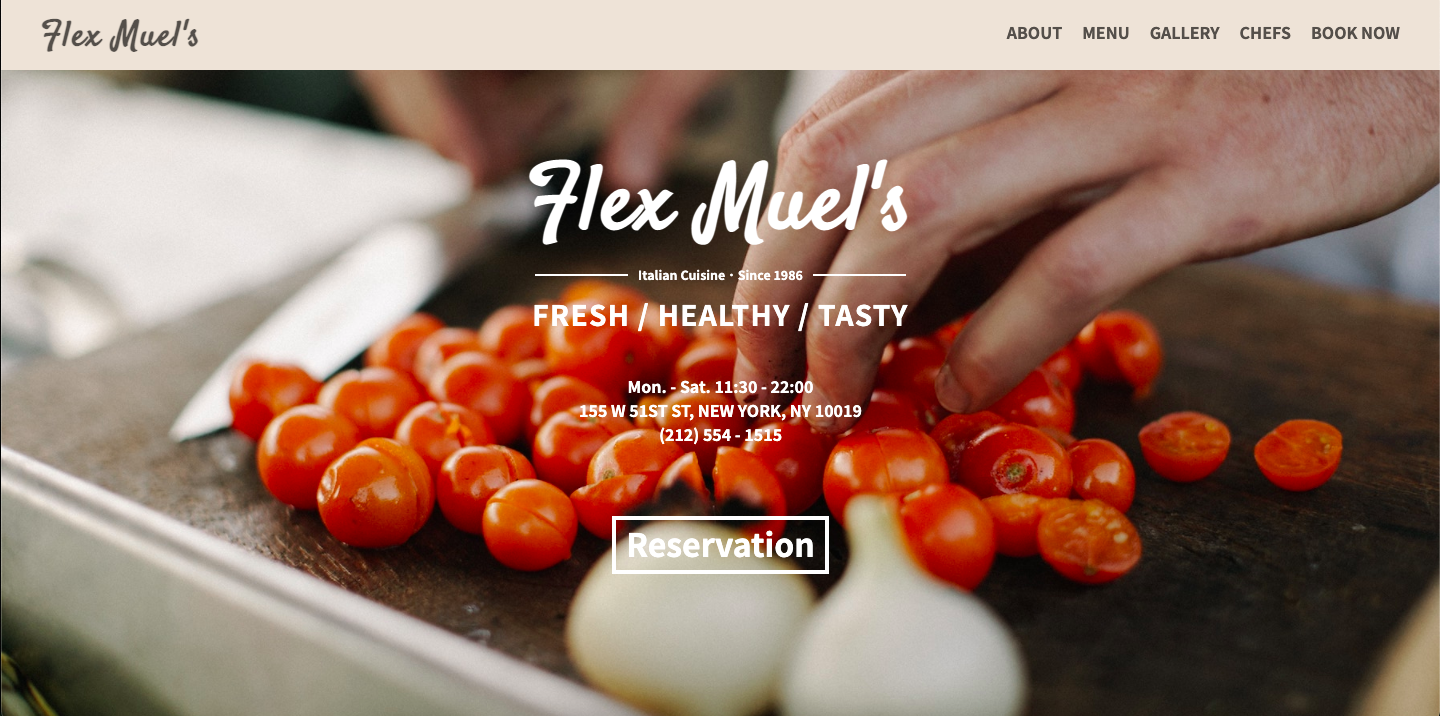 Flex Muel's
ABOUT MENU GALLERY CHEFS BOOK NOW
Flex Muel's
Italian Cuisine · Since 1986
FRESH / HEALTHY / TASTY
Mon. - Sat. 11:30 - 22:00
155 W 51ST ST, NEW YORK, NY 10019
(212) 554 - 1515
Reservation